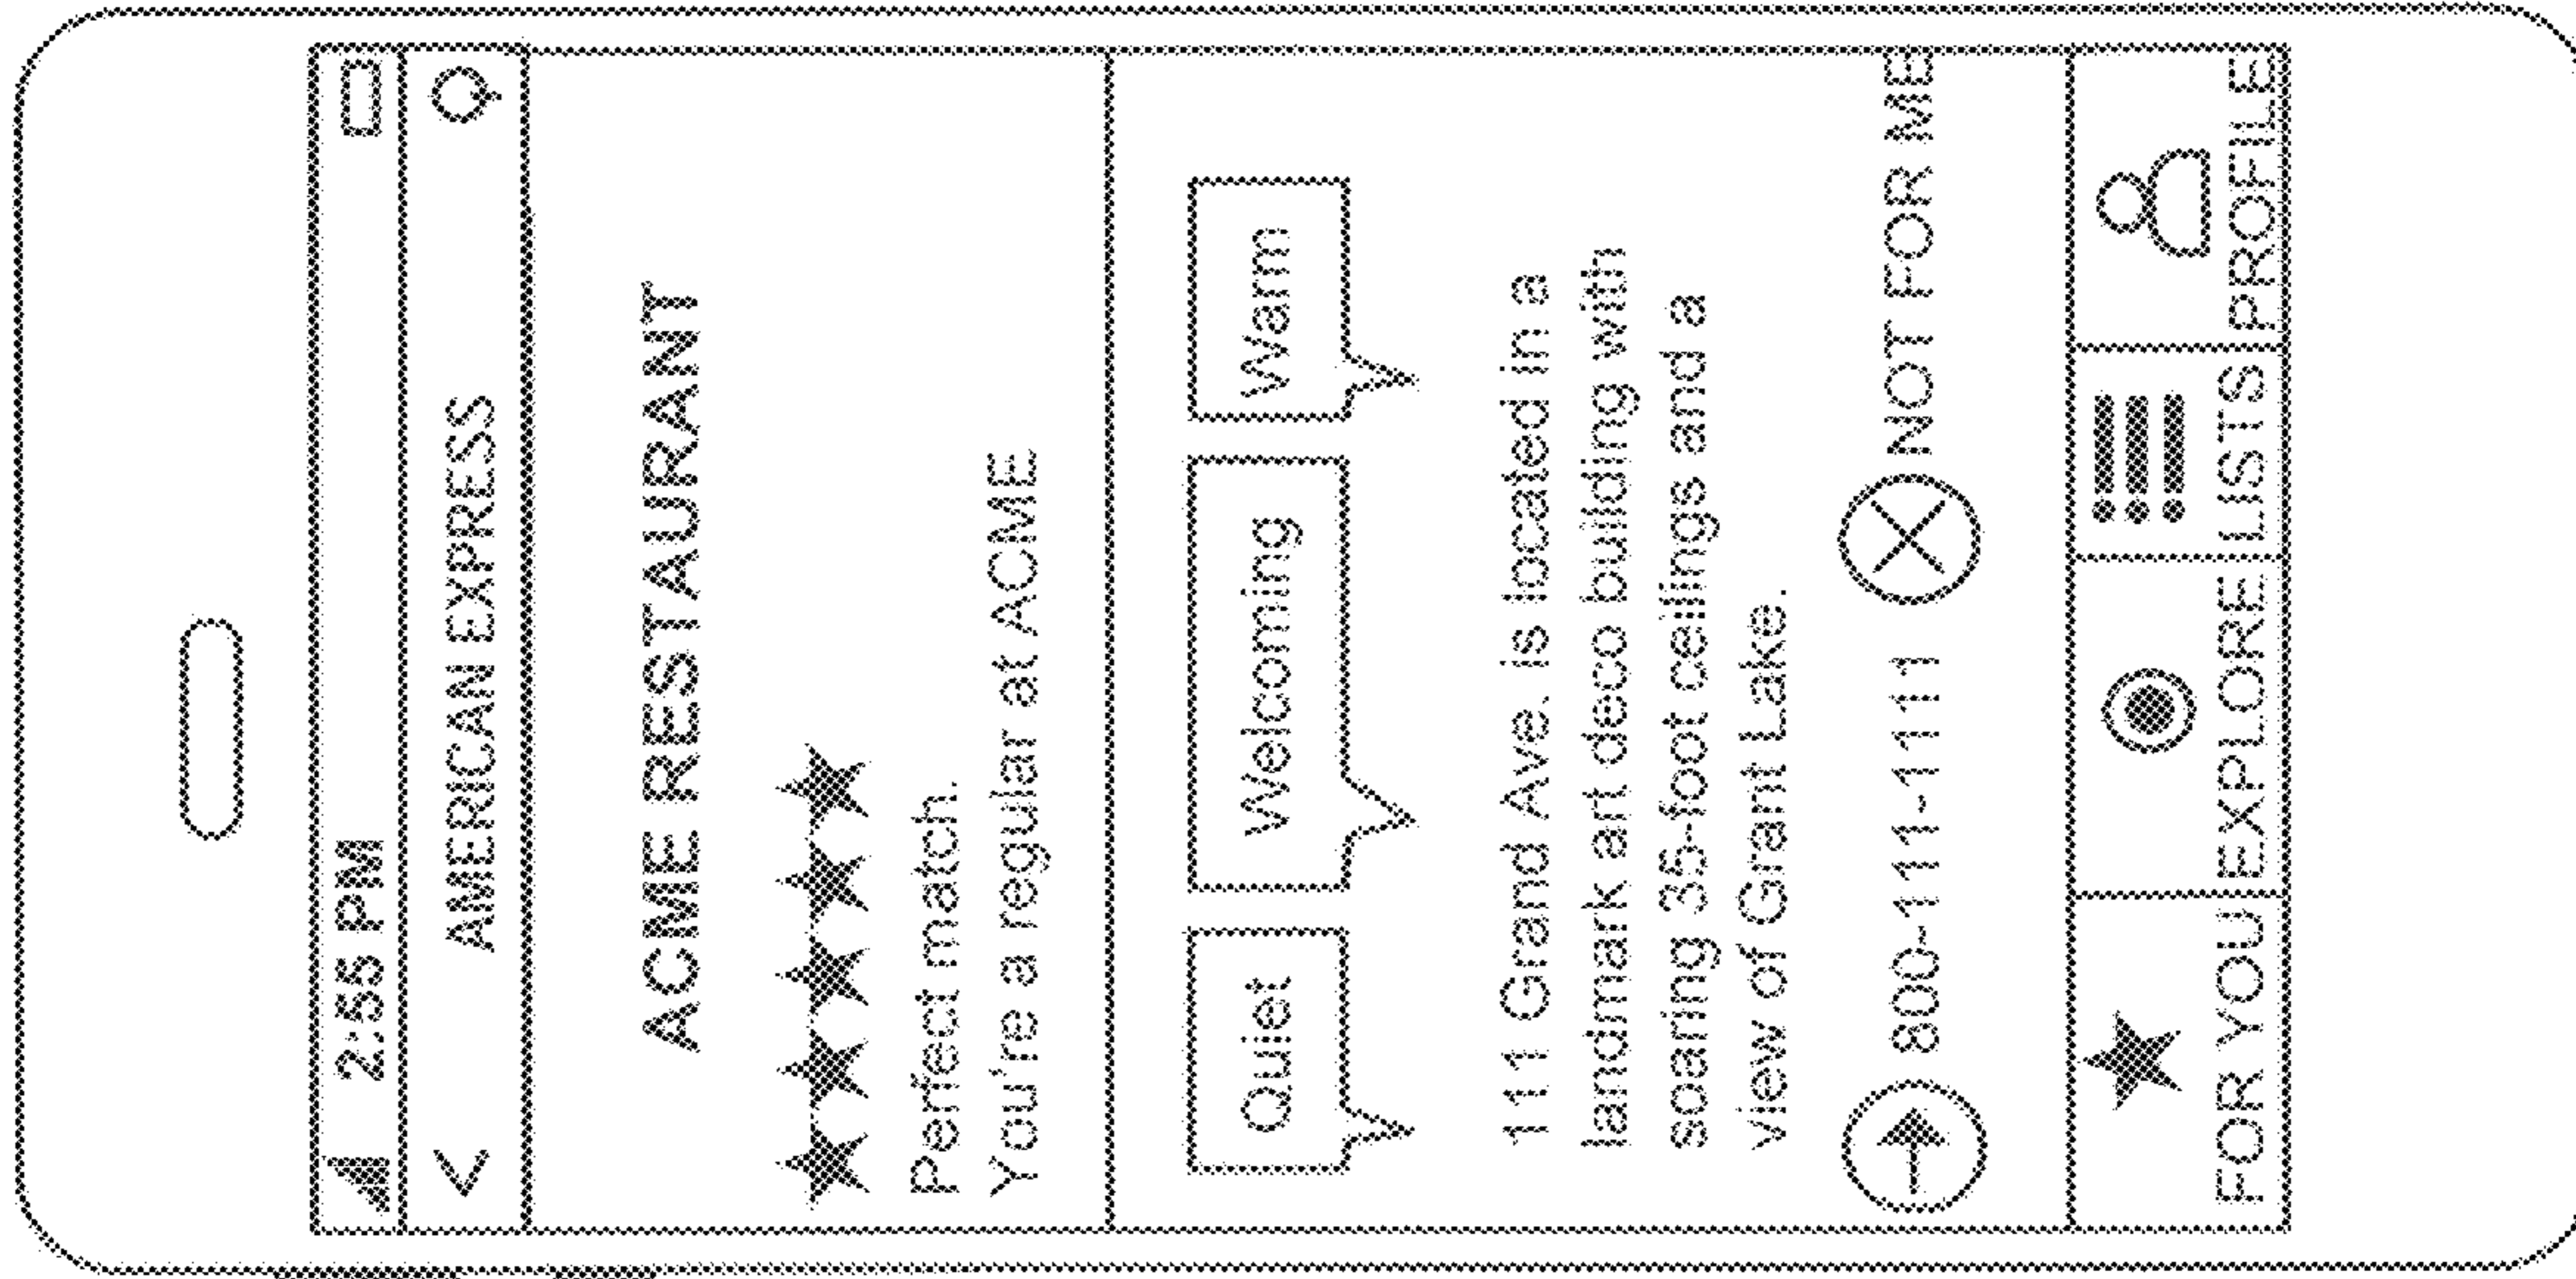 2:55 PM
AMERICAN EXPRESS
ACME RESTAURANT
Perfect match.
You're a regular at ACME
Quiet Welcoming Warm
111 Grand Ave. is located in a
landmark art deco building with
soaring 35-foot ceilings and a
view of Grant Lake.
800-111-1111 NOT FOR ME
FOR YOU EXPLORE LISTS PROFILE